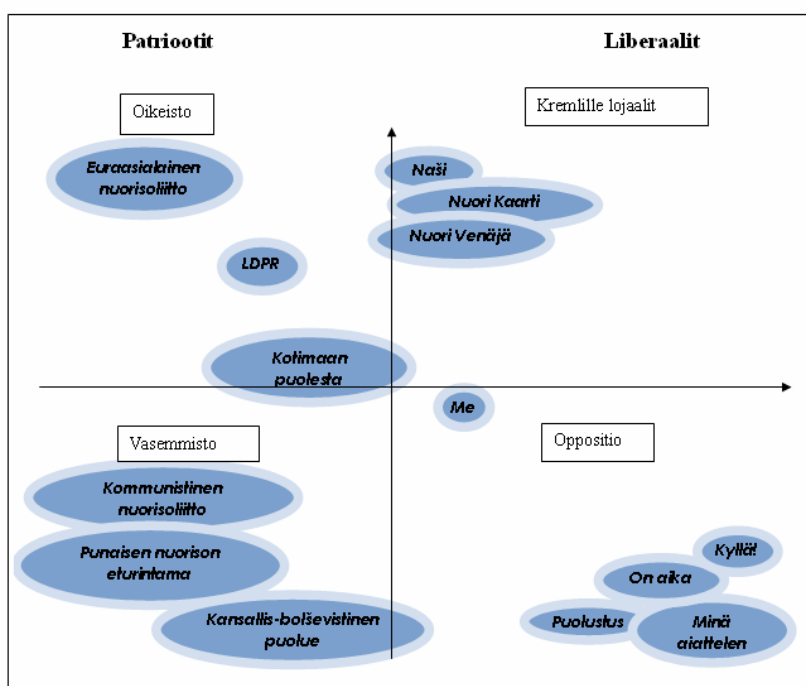 Patriootit
Liberaalit
Oikeisto
Kremlille lojaalit
Euraasialainen
nuorisoliitto
Naši
Nuori Kaarti
Nuori Venäjä
LDPR
Kotimaan
puolesta
Me
Vasemmisto
Oppositio
Kommunistinen
nuorisoliitto
Punaisen nuorison
eturintama
Kansallis-bolševistinen
puolue
Kyllä!
On aika
Puolustus
Minä
aiattelen